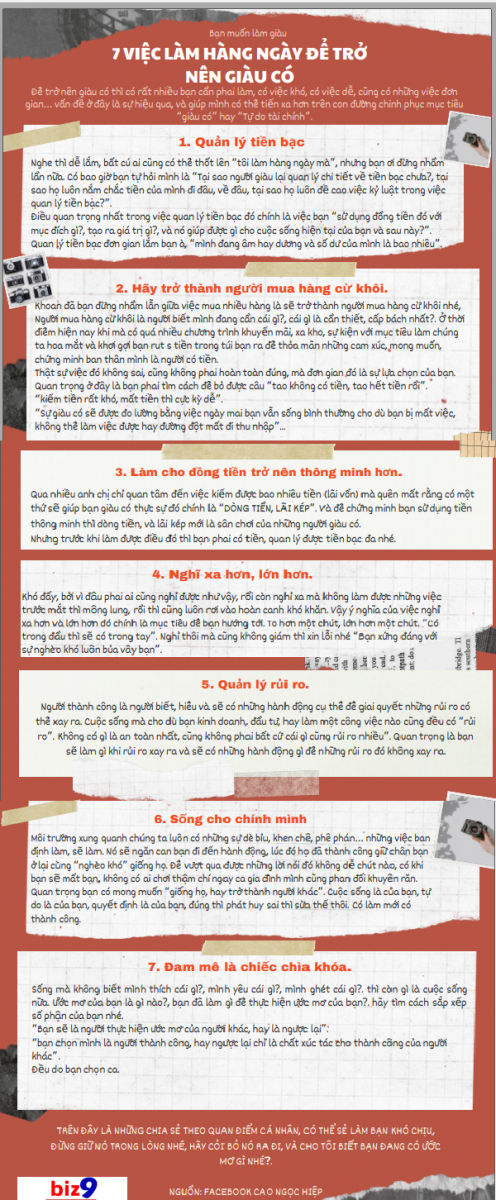 Bạn muốn làm giàu
7 VIỆC LÀM HÀNG NGÀY ĐỂ TRỞ
NÊN GIÀU CÓ
Để trở nên giàu có thì có rất nhiều bạn cần phai làm, có việc khó, có việc dễ, cũng có những việc đơn
gian... vấn đề ở đây là sự hiệu qua, và giúp mình có thể tiến xa hơn trên con đường chinh phục mục tiêu
"giàu có" hay "Tự do tài chính".
1. Quản lý tiền bạc
Nghe thì dễ lắm, bất cứ ai cũng có thể thốt lên "tôi làm hàng ngày mà", nhưng bạn ơi đừng nhầm
lẫn nữa. Có bao giờ bạn tự hỏi mình là "Tại sao người giàu lại quan lý chi tiết về tiền bạc chưa?, tại
sao họ luôn nắm chắc tiền của mình đi đâu, về đâu, tại sao họ luôn đề cao việc kỷ luật trong việc
quan lý tiền bạc?".
Điều quan trọng nhất trong việc quan lý tiền bạc đó chính là việc bạn "sử dụng đồng tiền đó với
mục đích gì?, tạo ra giá trị gì?, và nó giúp được gì cho cuộc sống hiện tại của bạn và sau này?".
Quan lý tiền bạc đơn gian lắm bạn à, "mình đang âm hay dương và số dư của mình là bao nhiêu".
2. Hãy trở thành người mua hàng cừ khôi.
Khoan đã bạn đừng nhầm lẫn giữa việc mua nhiều hàng là sẽ trở thành người mua hàng cừ khôi nhé,
Người mua hàng cừ khôi là người biết mình đang cần cái gì?, cái gì là cần thiết, cấp bách nhất?. Ở thời
điểm hiện nay khi mà có quá nhiều chương trình khuyến mãi, xa kho, sự kiện với mục tiêu làm chúng
ta hoa mắt và khơi gợi bạn rut s tiền trong túi bạn ra để thỏa mãn những cam xúc, mong muốn,
chứng minh ban thân mình là người có tiền.
Thật sự việc đó không sai, cũng không phai hoàn toàn đúng, mà đơn gian đó là sự lựa chọn của bạn.
Quan trọng ở đây là bạn phai tìm cách để bỏ được câu "tao không có tiền, tao hết tiền rồi".
"kiếm tiền rất khó, mất tiền thì cực kỳ dễ".
"Sự giàu có sẽ được đo lường bằng việc ngày mai bạn vẫn sống bình thường cho dù bạn bị mất việc,
không thể làm việc được hay đường đột mất đi thu nhập"...
3. Làm cho đồng tiền trở nên thông minh hơn.
Qua nhiều anh chị chỉ quan tâm đến việc kiếm được bao nhiêu tiền (lãi vốn) mà quên mất rằng có một
thứ sẽ giúp bạn giàu có thực sự đó chính là "DÒNG TIỀN, LÃI KÉP". Và để chứng minh bạn sử dụng tiền
thông minh thì dòng tiền, và lãi kép mới là sân chơi của những người giàu có.
Nhưng trước khi làm được điều đó thì bạn phai có tiền, quan lý được tiền bạc đa nhé.
4. Nghĩ xa hơn, lớn hơn.
Khó đấy, bởi vì đâu phai ai cũng nghỉ được như vậy, rồi còn nghỉ xa mà không làm được những việc
trước mắt thì mông lung, rồi thì cũng luôn rơi vào hoàn canh khó khăn. Vậy ý nghĩa của việc nghĩ
xa hơn và lớn hơn đó chính là mục tiêu để bạn hướng tới. To hơn một chút, lớn hơn một chút. "Có
trong đầu thì sẽ có trong tay". Nghỉ thôi mà cũng không giám thì xin lỗi nhé "Bạn xứng đáng với
sự nghèo khó luôn bủa vây bạn".
5. Quản lý rủi ro.
Người thành công là người biết, hiểu và sẽ có những hành động cụ thể để giai quyết những rủi ro có
thể xay ra. Cuộc sống mà cho dù bạn kinh doanh, đầu tư, hay làm một công việc nào cũng đều có "rủi
ro". Không có gì là an toàn nhất, cũng không phai bất cứ cái gì cũng rủi ro nhiều". Quan trọng là bạn
sẽ làm gì khi rủi ro xay ra và sẽ có những hành động gì để những rủi ro đó không xay ra.
6. Sống cho chính mình
Môi trường xung quanh chúng ta luôn có những sự dè bỉu, khen chê, phê phán... những việc bạn
định làm, sẽ làm. Nó sẽ ngăn can bạn đi đến hành động, lúc đó họ đã thành công giữ chân bạn
ở lại cùng "nghèo khó" giống họ. Để vượt qua được những lời nói đó không dễ chút nào, có khi
bạn sẽ mất bạn, không có ai chơi thậm chí ngay ca gia đình mình cũng phan đối khuyên răn.
Quan trọng bạn có mong muốn "giống họ, hay trở thành người khác". Cuộc sống là của bạn, tự
do là của bạn, quyết định là của bạn, đúng thì phát huy sai thì sửa thế thôi. Có làm mới có
thành công.
7. Đam mê là chiếc chìa khóa.
Sống mà không biết mình thích cái gì?, mình yêu cái gì?, mình ghét cái gì?. thì còn gì là cuộc sống
nữa. Ước mơ của bạn là gì nào?, bạn đã làm gì để thực hiện ước mơ của bạn?. hãy tìm cách sắp xếp
số phận của bạn nhé.
"Bạn sẽ là người thực hiện ước mơ của người khác, hay là ngược lại".
"bạn chọn mình là người thành công, hay ngược lại chỉ là chất xúc tác cho thành công của người
khác".
Đều do bạn chọn ca.
TRÊN ĐÂY LÀ NHỮNG CHIA SẺ THEO QUAN ĐIỂM CÁ NHÂN, CÓ THỂ SẺ LÀM BẠN KHÓ CHỊU,
ĐỪNG GIỮ NÓ TRONG LÒNG NHÉ, HÃY CỞI BỎ NÓ RA ĐI, VÀ CHO TÔI BIẾT BẠN ĐANG CÓ ƯỚC
MƠ GÌ NHÉ?.
biz9
NGUỒN: FACEBOOK CAO NGỌC HIỆP